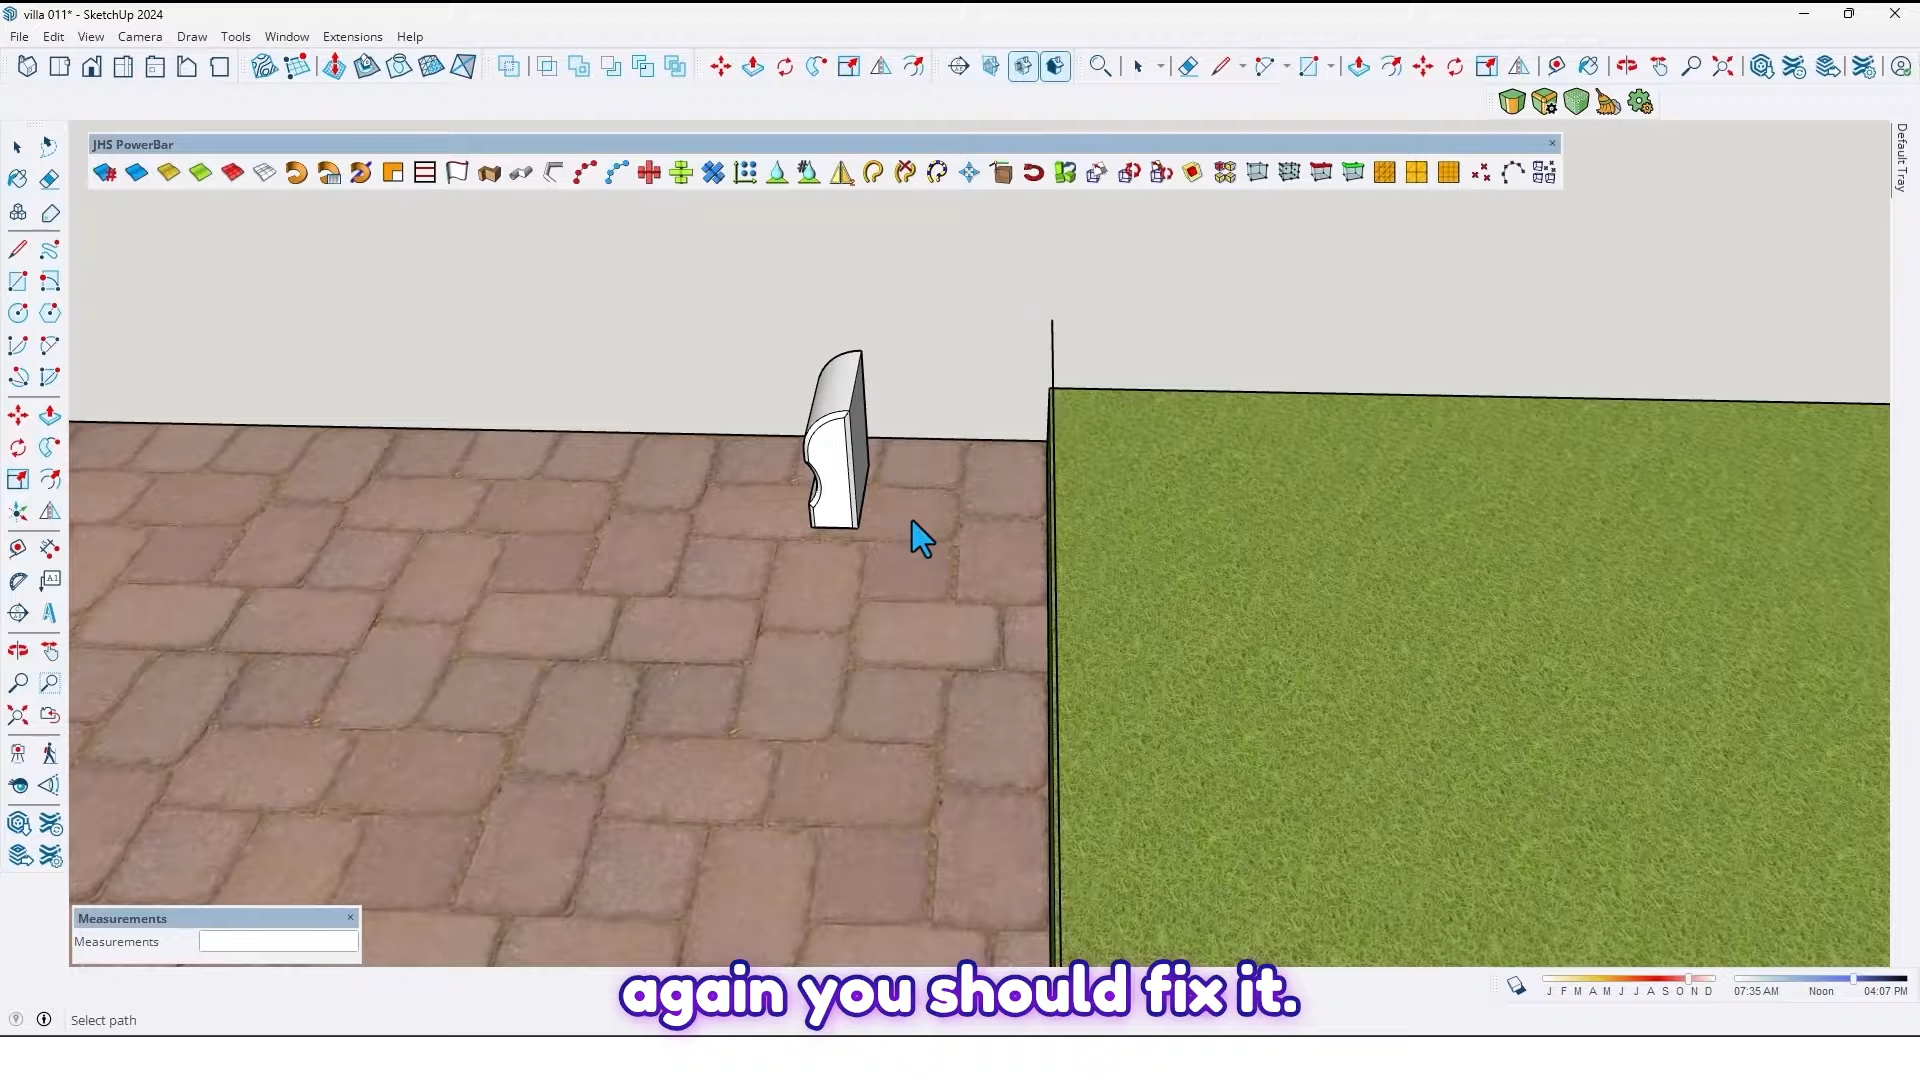 villa 011* - SketchUp 2024
File Edit View Camera Draw Tools Window Extensions Help
JHS PowerBar
Default Tray
A1
Measurements
Measurements
again you should fix it.
J F M A M J J A S O N D
07:35 AM Noon 04:07 PM
Select path